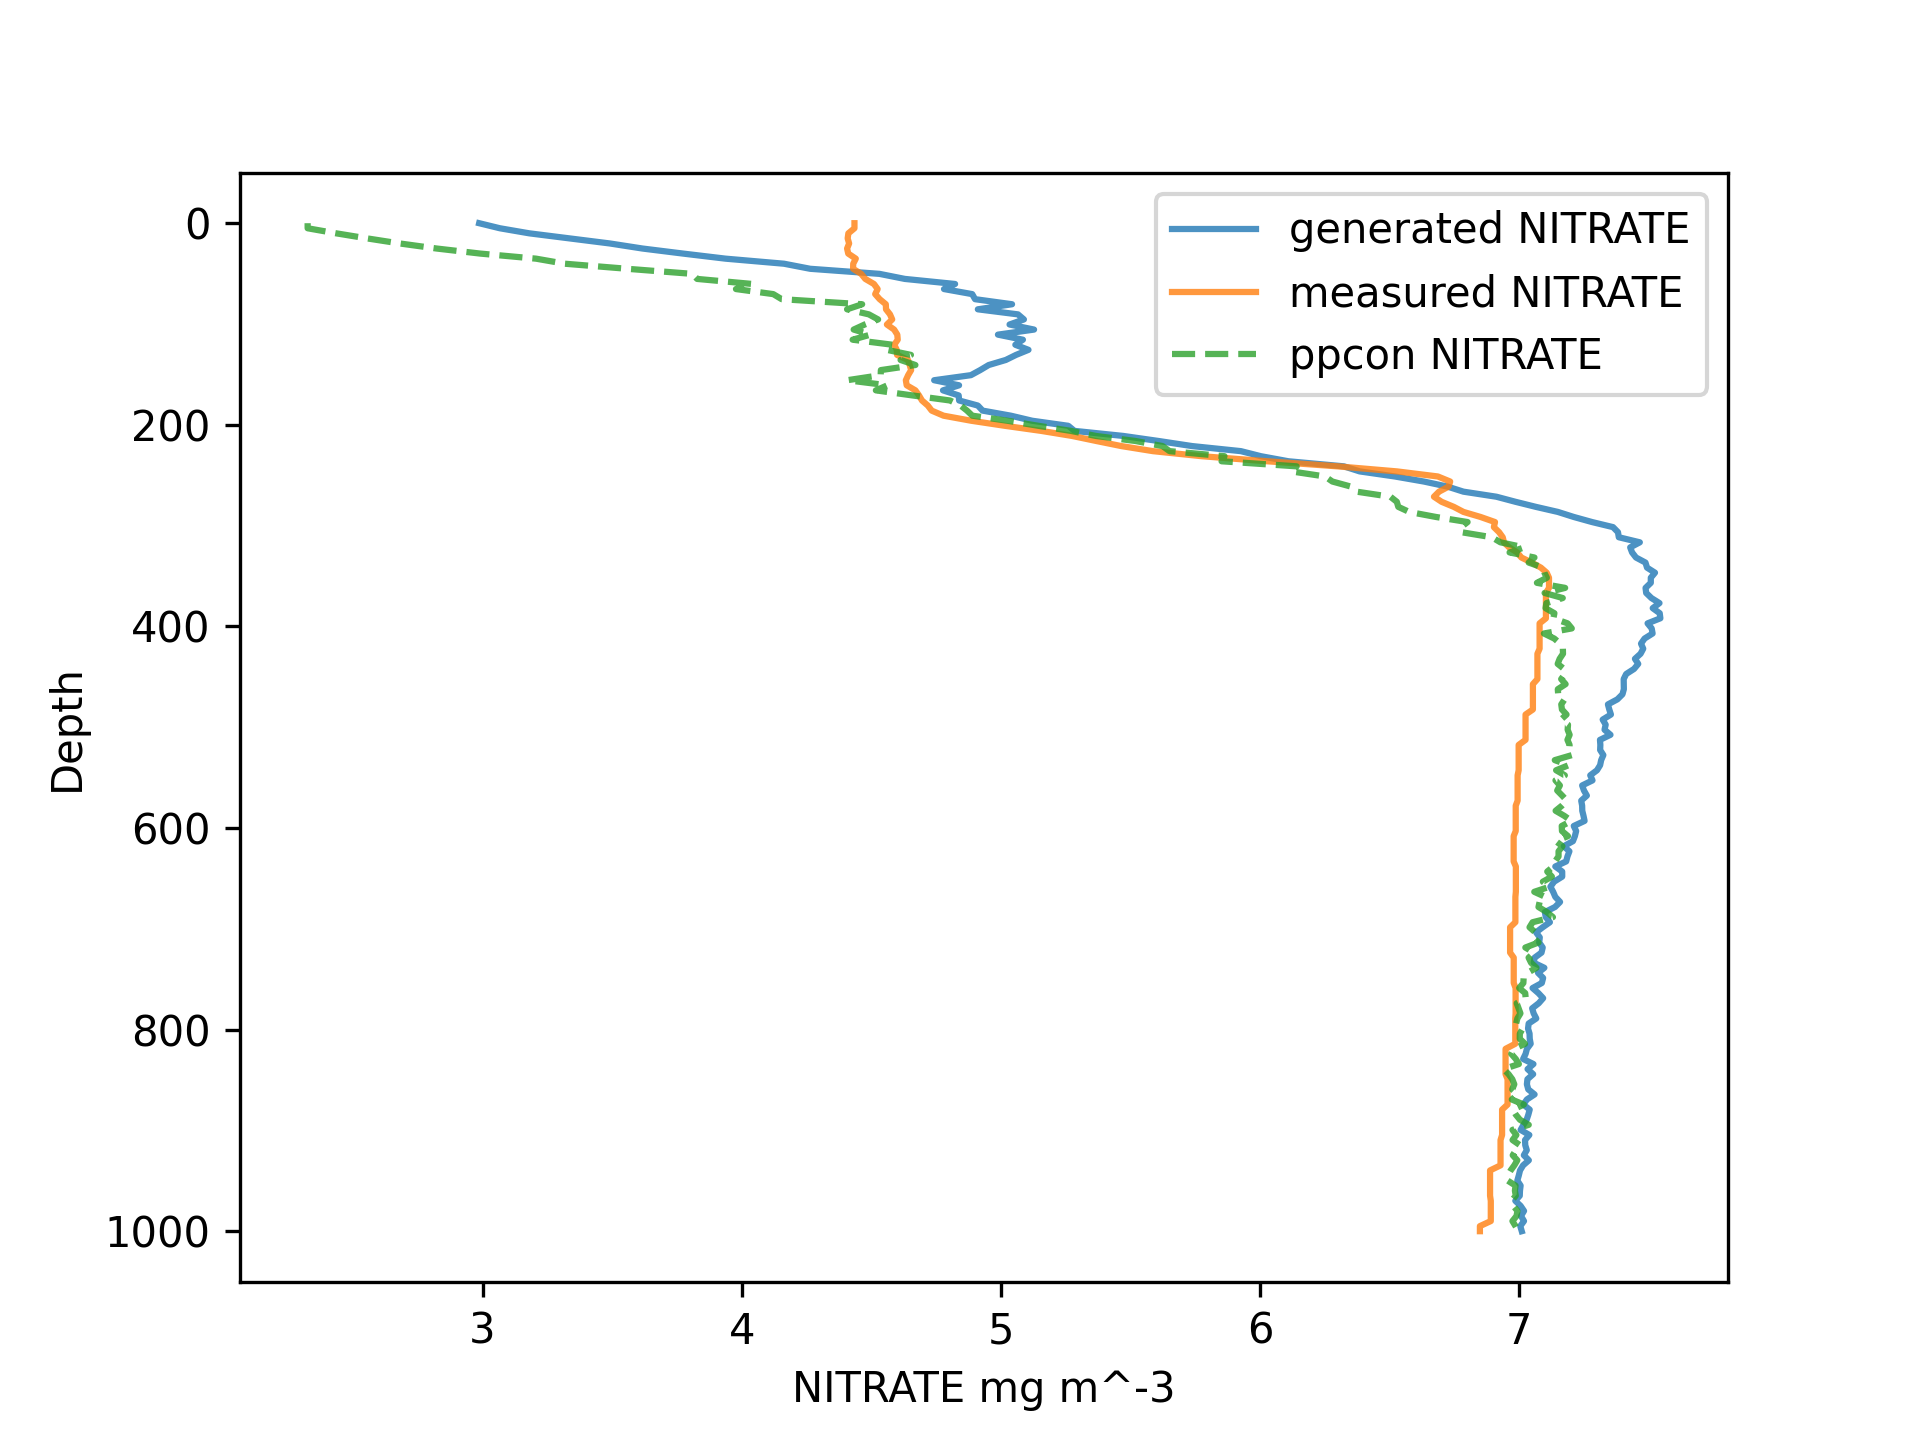 generated NITRATE
measured NITRATE
ppcon NITRATE
0
200
400
600
800
1000
Depth
3 4 5 6 7
NITRATE mg m^-3